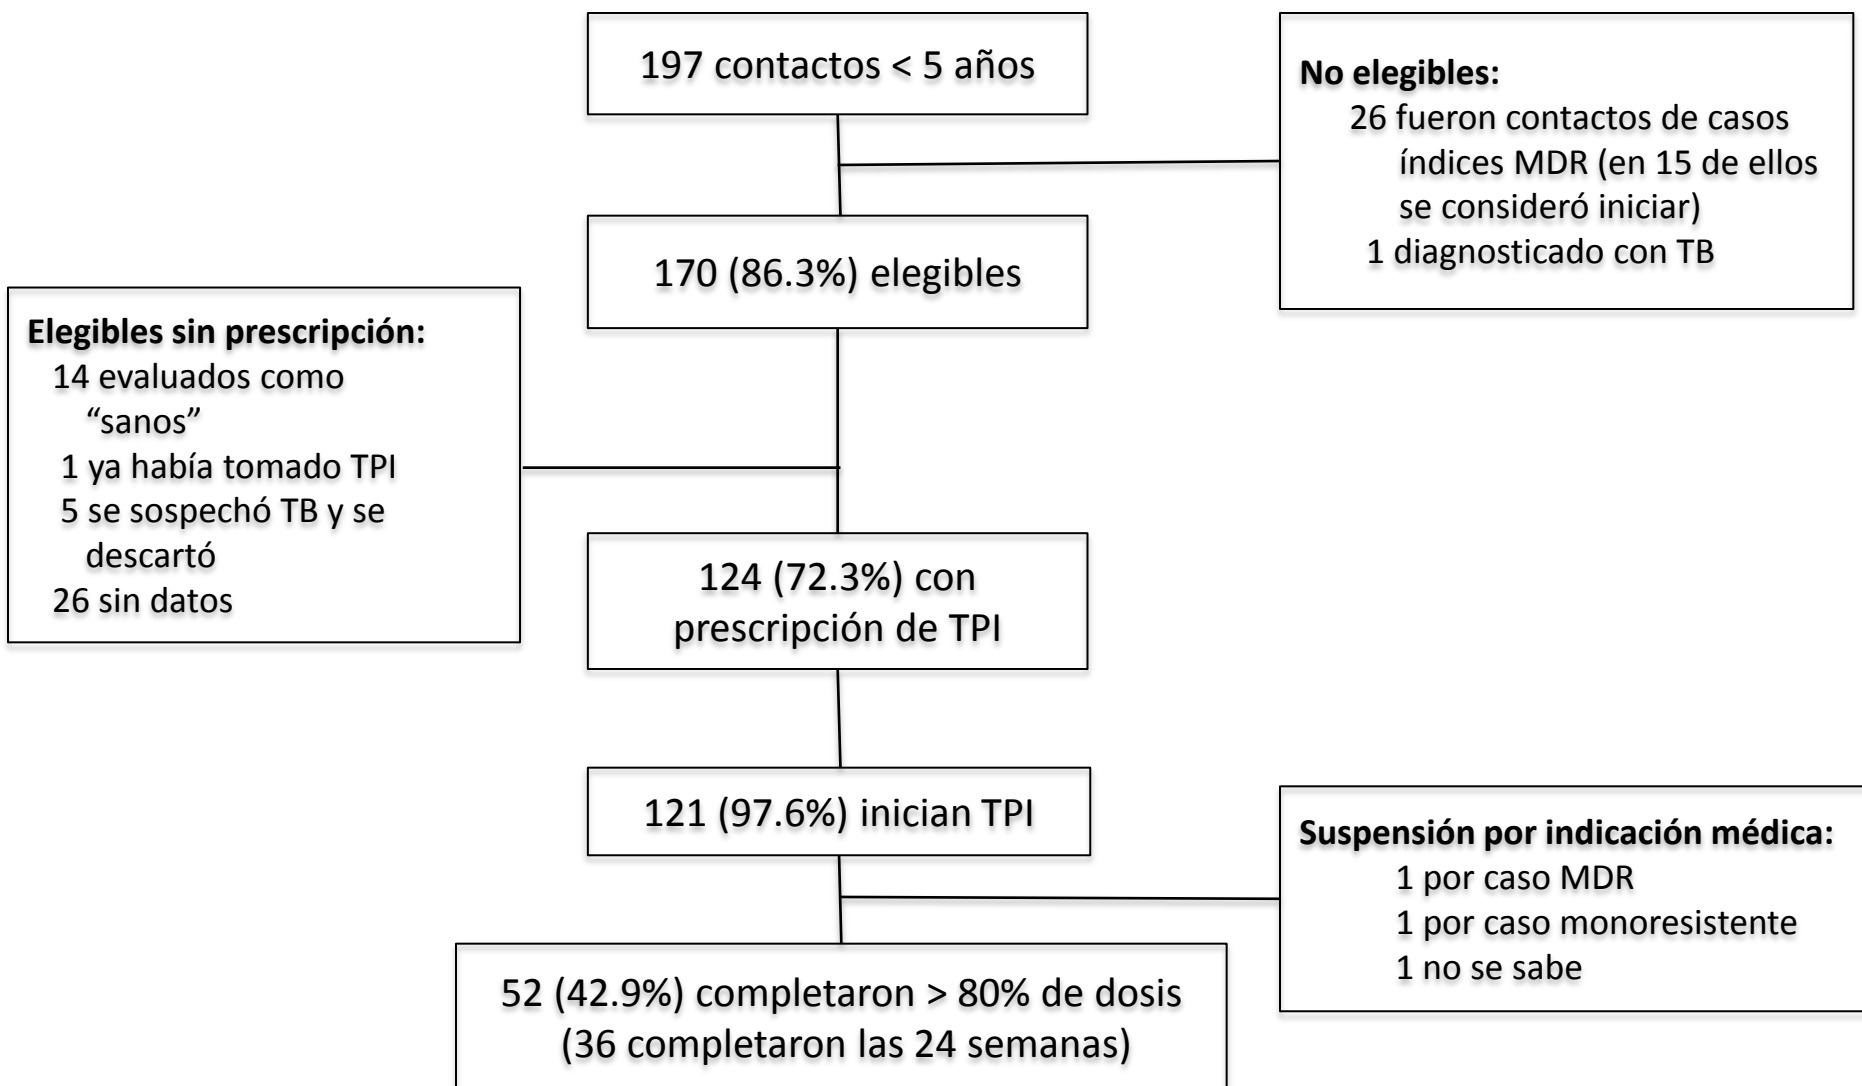 197 contactos < 5 años
No elegibles:
26 fueron contactos de casos
índices MDR (en 15 de ellos
se consideró iniciar)
1 diagnosticado con TB
170 (86.3%) elegibles
Elegibles sin prescripción:
14 evaluados como
“sanos”
1 ya había tomado TPI
5 se sospechó TB y se
descartó
26 sin datos
124 (72.3%) con
prescripción de TPI
121 (97.6%) inician TPI
Suspensión por indicación médica:
1 por caso MDR
1 por caso monoresistente
1 no se sabe
52 (42.9%) completaron > 80% de dosis
(36 completaron las 24 semanas)